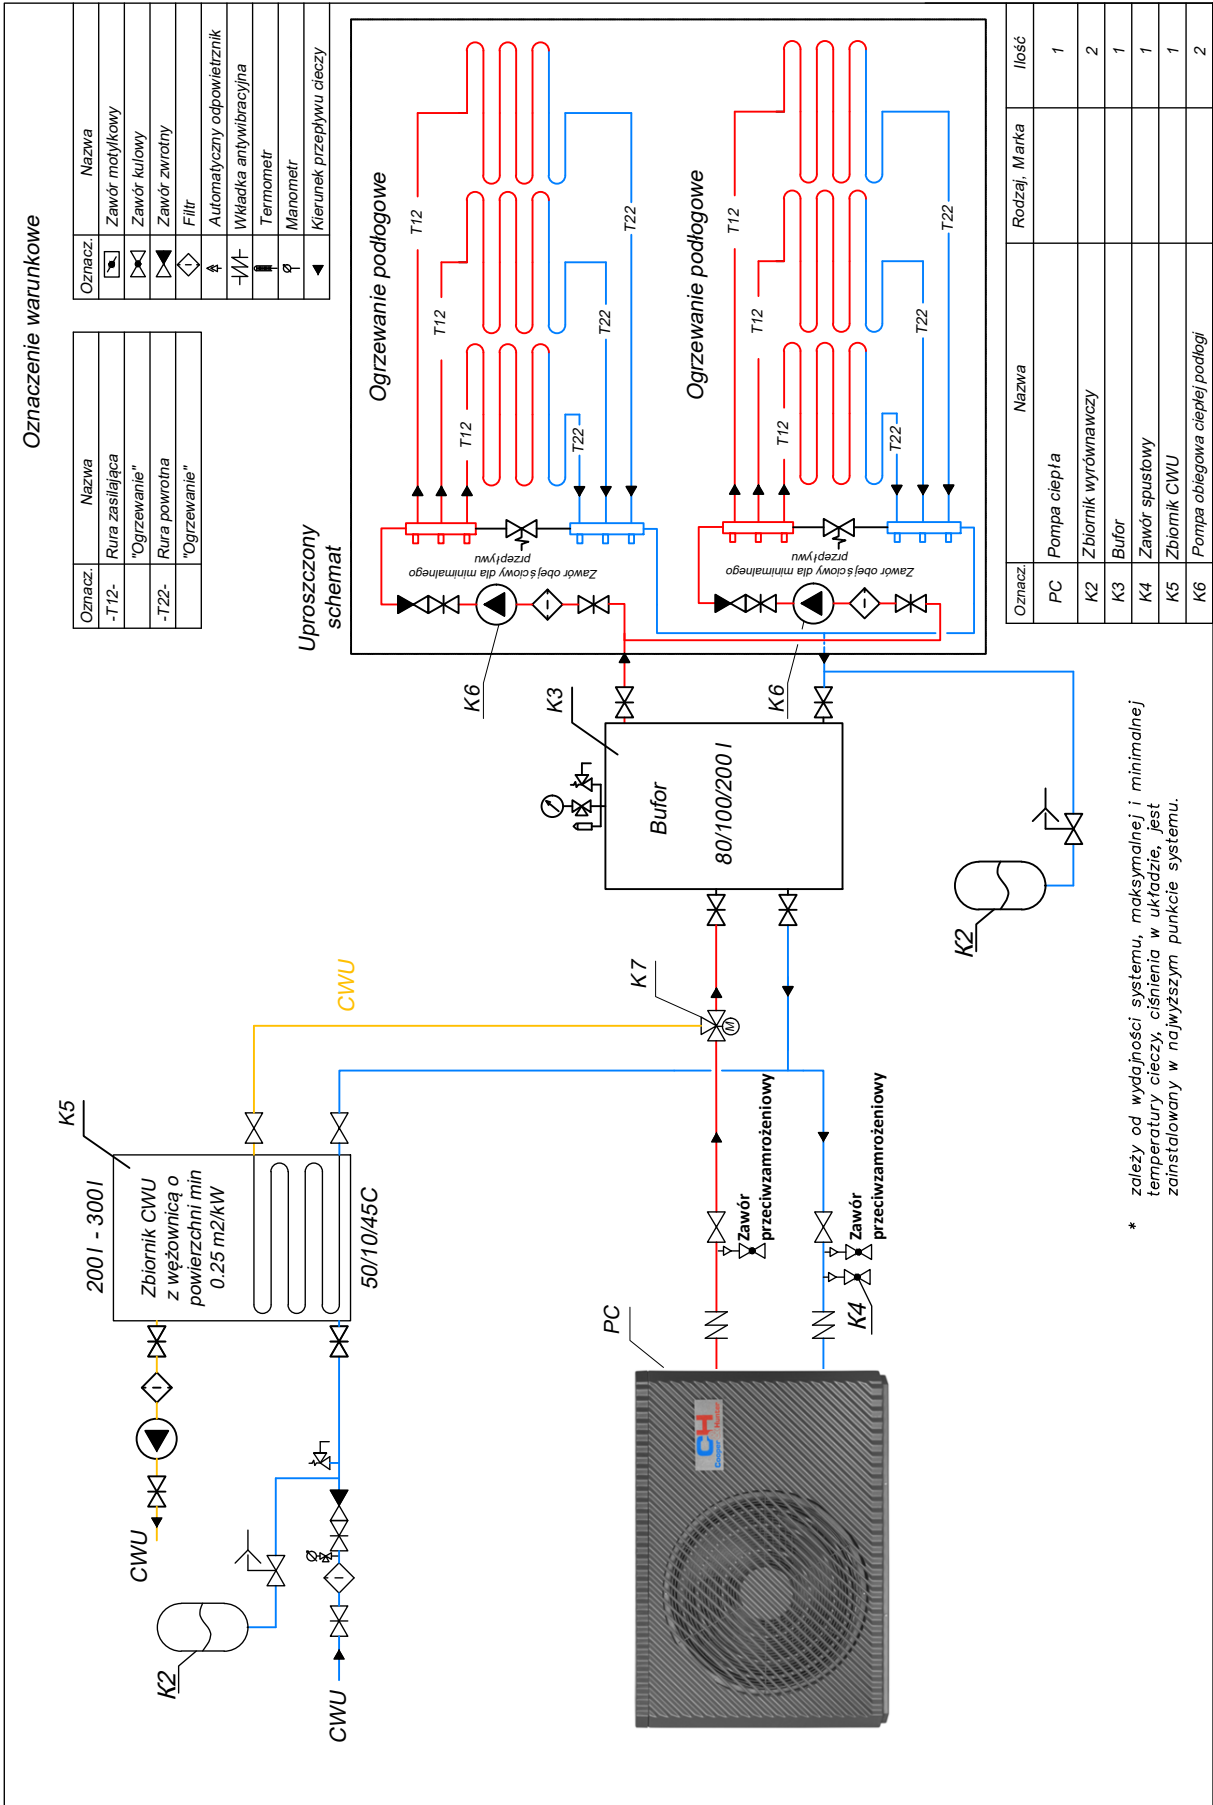 Oznaczenie warunkowe
Oznacz. Nazwa
-T12- Rura zasilająca
"Ogrzewanie"
-T22- Rura powrotna
"Ogrzewanie"
Oznacz. Nazwa
Zawór motylkowy
Zawór kulowy
Zawór zwrotny
Filtr
Automatyczny odpowietrznik
Wkładka antywibracyjna
Termometr
Manometr
Kierunek przepływu cieczy
Uproszczony
schemat
Ogrzewanie podłogowe
T12
T12
T12
T22
T22
T22
Zawór obejściowy dla minimalnego
przepływu
K6
Ogrzewanie podłogowe
T12
T12
T12
T22
T22
T22
Zawór obejściowy dla minimalnego
przepływu
K6
K3
Bufor
80/100/200 l
K7
M
CWU
K5
200 l - 300 l
Zbiornik CWU
z wężownicą o
powierzchni min
0.25 m2/kW
50/10/45C
CWU
K2
CWU
K2
PC
Zawór
przeciwzamrożeniowy
Zawór
przeciwzamrożeniowy
K4
CH
Cooper Hunter
* zależy od wydajności systemu, maksymalnej i minimalnej
temperatury cieczy, ciśnienia w układzie, jest
zainstalowany w najwyższym punkcie systemu.
Oznacz. Nazwa Rodzaj, Marka Ilość
PC Pompa ciepła 1
K2 Zbiornik wyrównawczy 2
K3 Bufor 1
K4 Zawór spustowy 1
K5 Zbiornik CWU 1
K6 Pompa obiegowa ciepłej podłogi 2